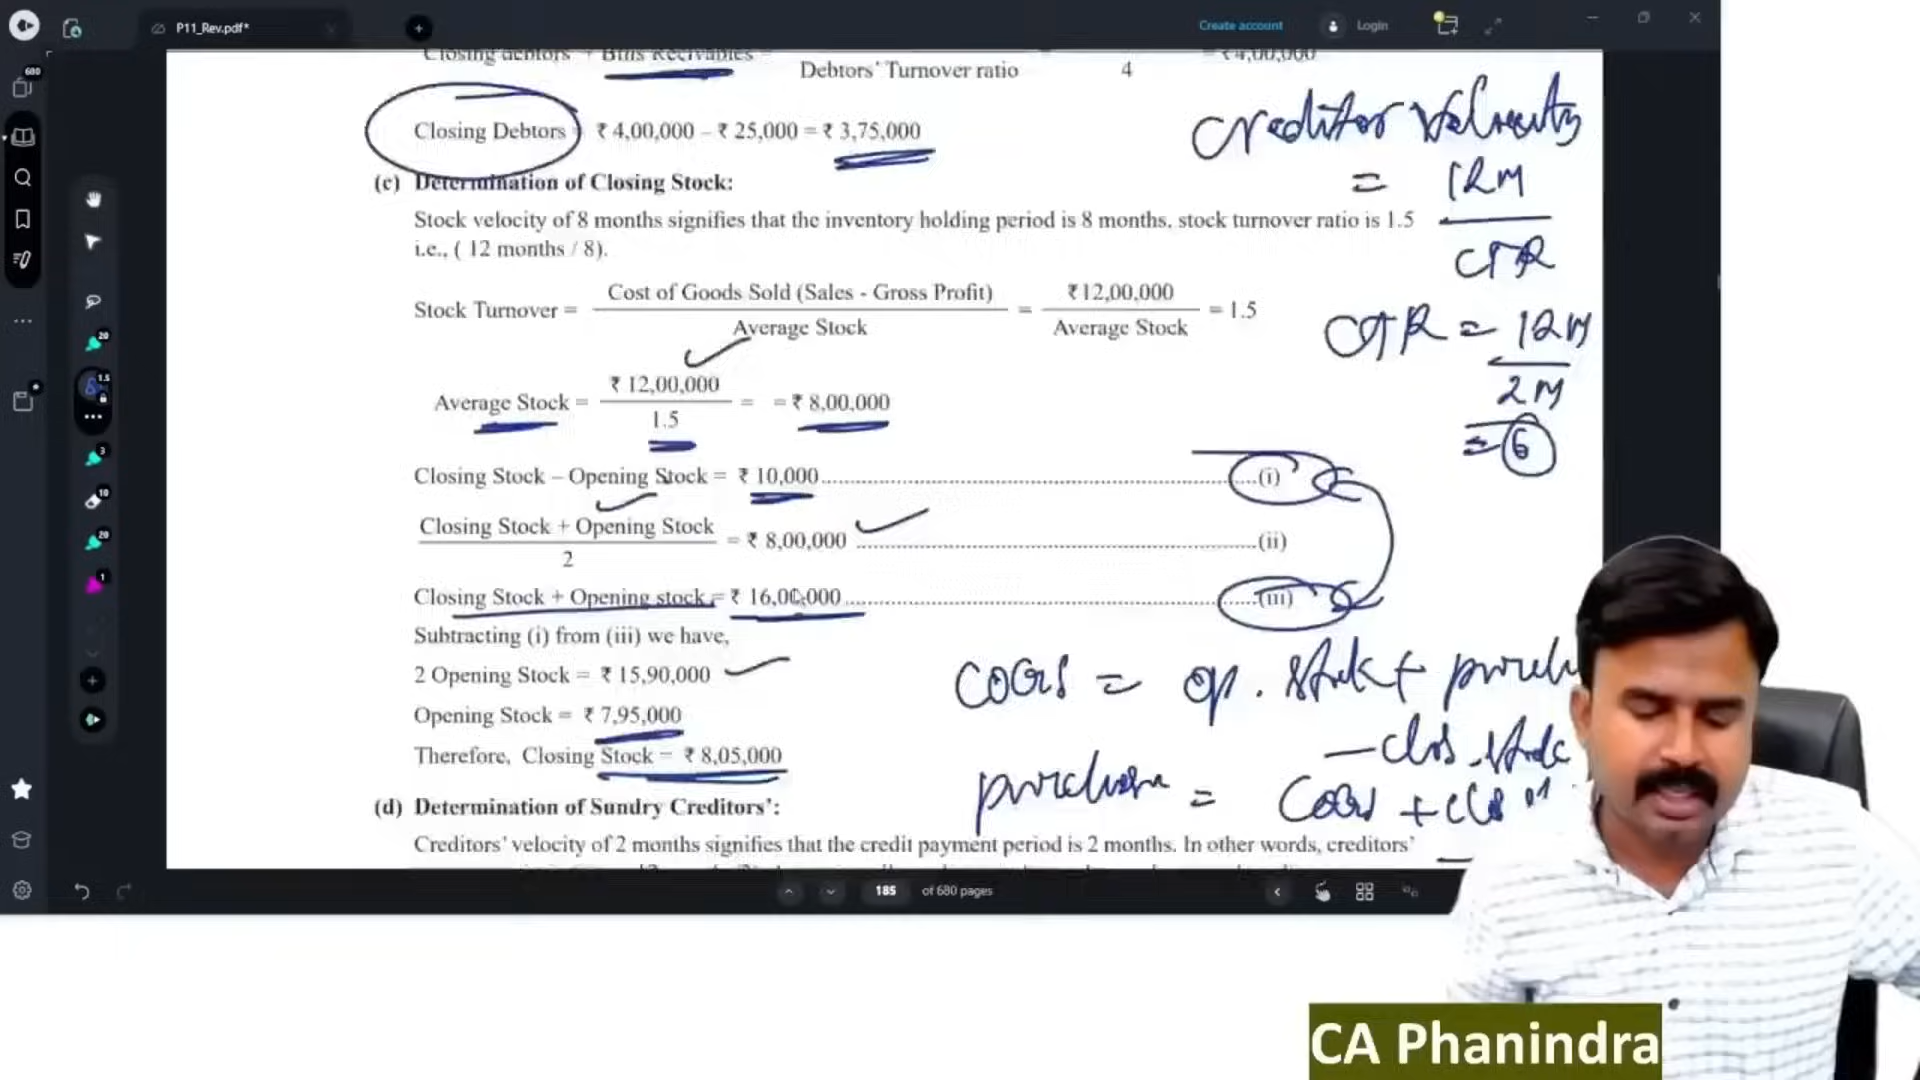 P11_Rev.pdf*
Create account
Login
Closing debtors + Bills Receivables =
Debtors' Turnover ratio
4
= ₹4,00,000
Closing Debtors = ₹ 4,00,000 – ₹ 25,000 = ₹ 3,75,000
(c) Determination of Closing Stock:
Stock velocity of 8 months signifies that the inventory holding period is 8 months, stock turnover ratio is 1.5
i.e., ( 12 months / 8).
Stock Turnover = Cost of Goods Sold (Sales - Gross Profit) / Average Stock = ₹12,00,000 / Average Stock = 1.5
Average Stock = ₹ 12,00,000 / 1.5 = = ₹ 8,00,000
Closing Stock – Opening Stock = ₹ 10,000 (i)
Closing Stock + Opening Stock / 2 = ₹ 8,00,000 (ii)
Closing Stock + Opening stock = ₹ 16,00,000 (iii)
Subtracting (i) from (iii) we have,
2 Opening Stock = ₹ 15,90,000
Opening Stock = ₹ 7,95,000
Therefore, Closing Stock = ₹ 8,05,000
(d) Determination of Sundry Creditors':
Creditors' velocity of 2 months signifies that the credit payment period is 2 months. In other words, creditors'
Creditor Velocity
= 12M
CTR
CTR = 12M
2M
= 6
COGS = op. stock +
– clos. stock
purchase = COGS +
185 of 680 pages
CA Phanindra